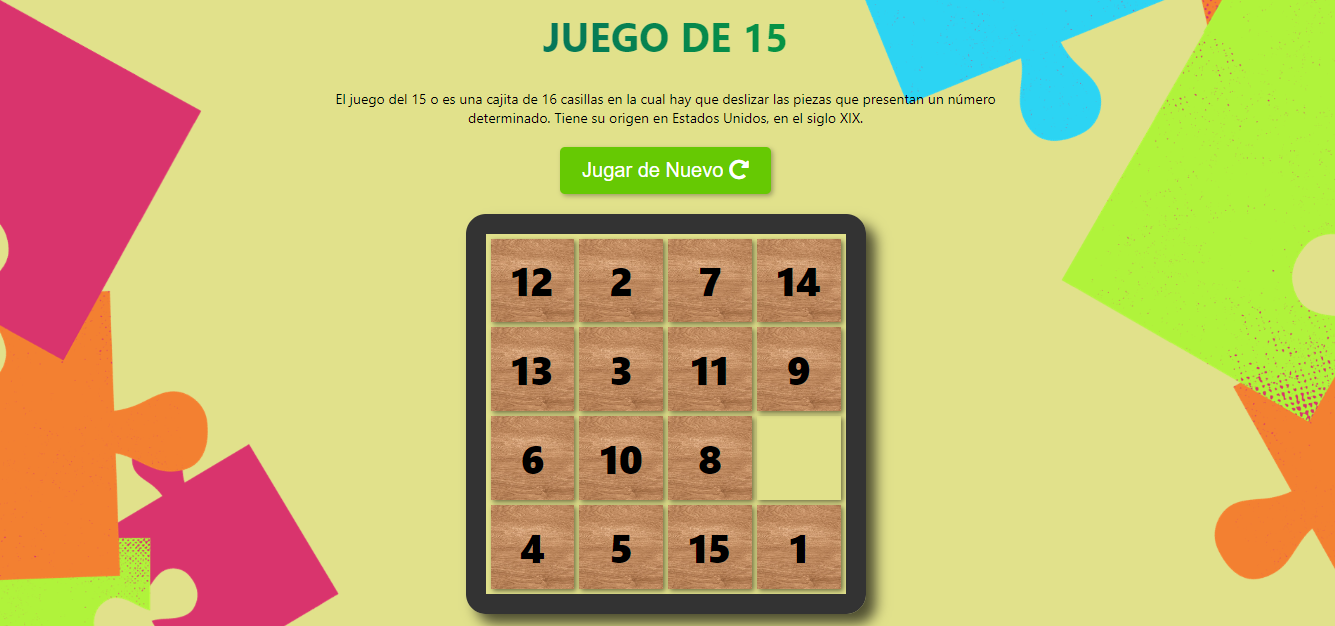 JUEGO DE 15
El juego del 15 o es una cajita de 16 casillas en la cual hay que deslizar las piezas que presentan un número
determinado. Tiene su origen en Estados Unidos, en el siglo XIX.
Jugar de Nuevo
12 2 7 14
13 3 11 9
6 10 8
4 5 15 1